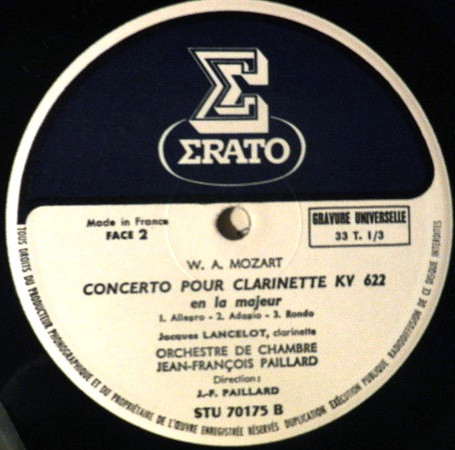 ΣRATO
Made in France
FACE 2
GRAVURE UNIVERSELLE
33 T. 1/3
W. A. MOZART
CONCERTO POUR CLARINETTE KV 622
en la majeur
1. Allegro - 2. Adagio - 3. Rondo
Jacques LANCELOT, clarinette
ORCHESTRE DE CHAMBRE
JEAN-FRANÇOIS PAILLARD
Direction:
J.-F. PAILLARD
STU 70175 B
TOUS DROITS DU PRODUCTEUR PHONOGRAPHIQUE ET DU PROPRIÉTAIRE DE L'ŒUVRE ENREGISTRÉE RÉSERVÉS DUPLICATION EXÉCUTION PUBLIQUE RADIODIFFUSION DE CE DISQUE INTERDITES